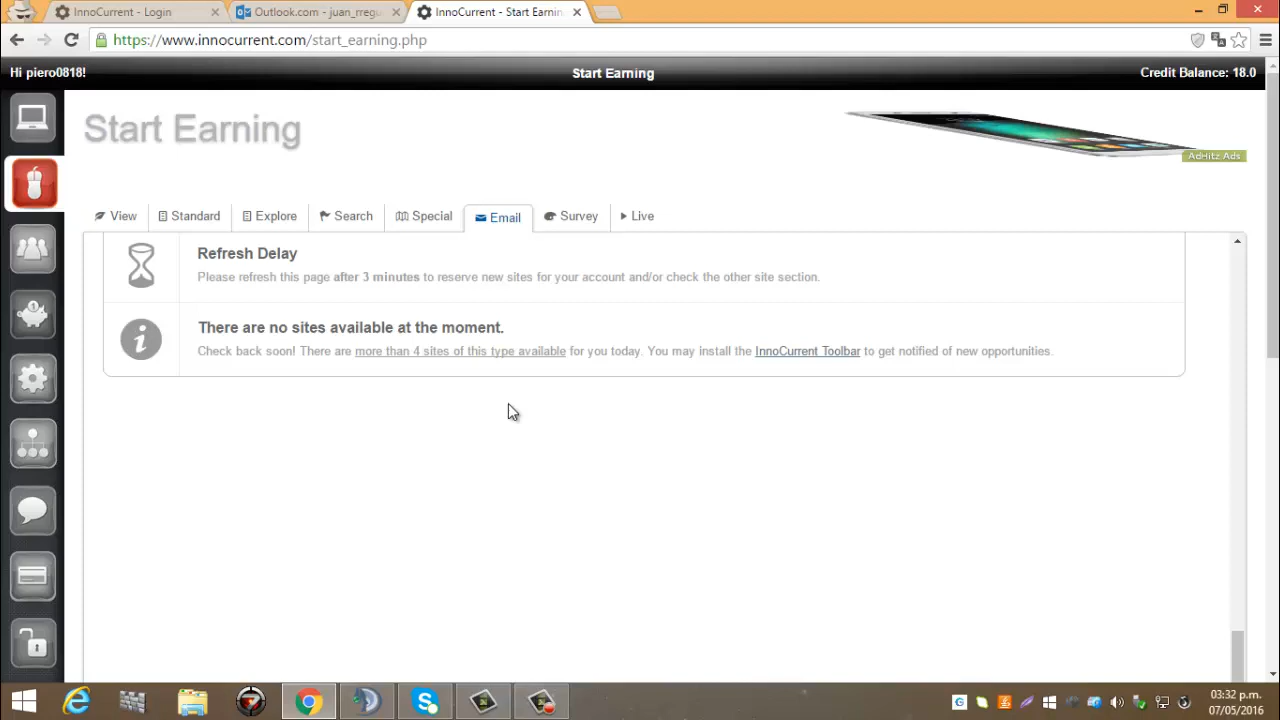 InnoCurrent - Login
Outlook.com - juan_rregu
InnoCurrent - Start Earnin
https://www.innocurrent.com/start_earning.php
Hi piero0818!
Start Earning
Credit Balance: 18.0
Start Earning
AdHitz Ads
View
Standard
Explore
Search
Special
Email
Survey
Live
Refresh Delay
Please refresh this page after 3 minutes to reserve new sites for your account and/or check the other site section.
There are no sites available at the moment.
Check back soon! There are more than 4 sites of this type available for you today. You may install the InnoCurrent Toolbar to get notified of new opportunities.
03:32 p.m.
07/05/2016